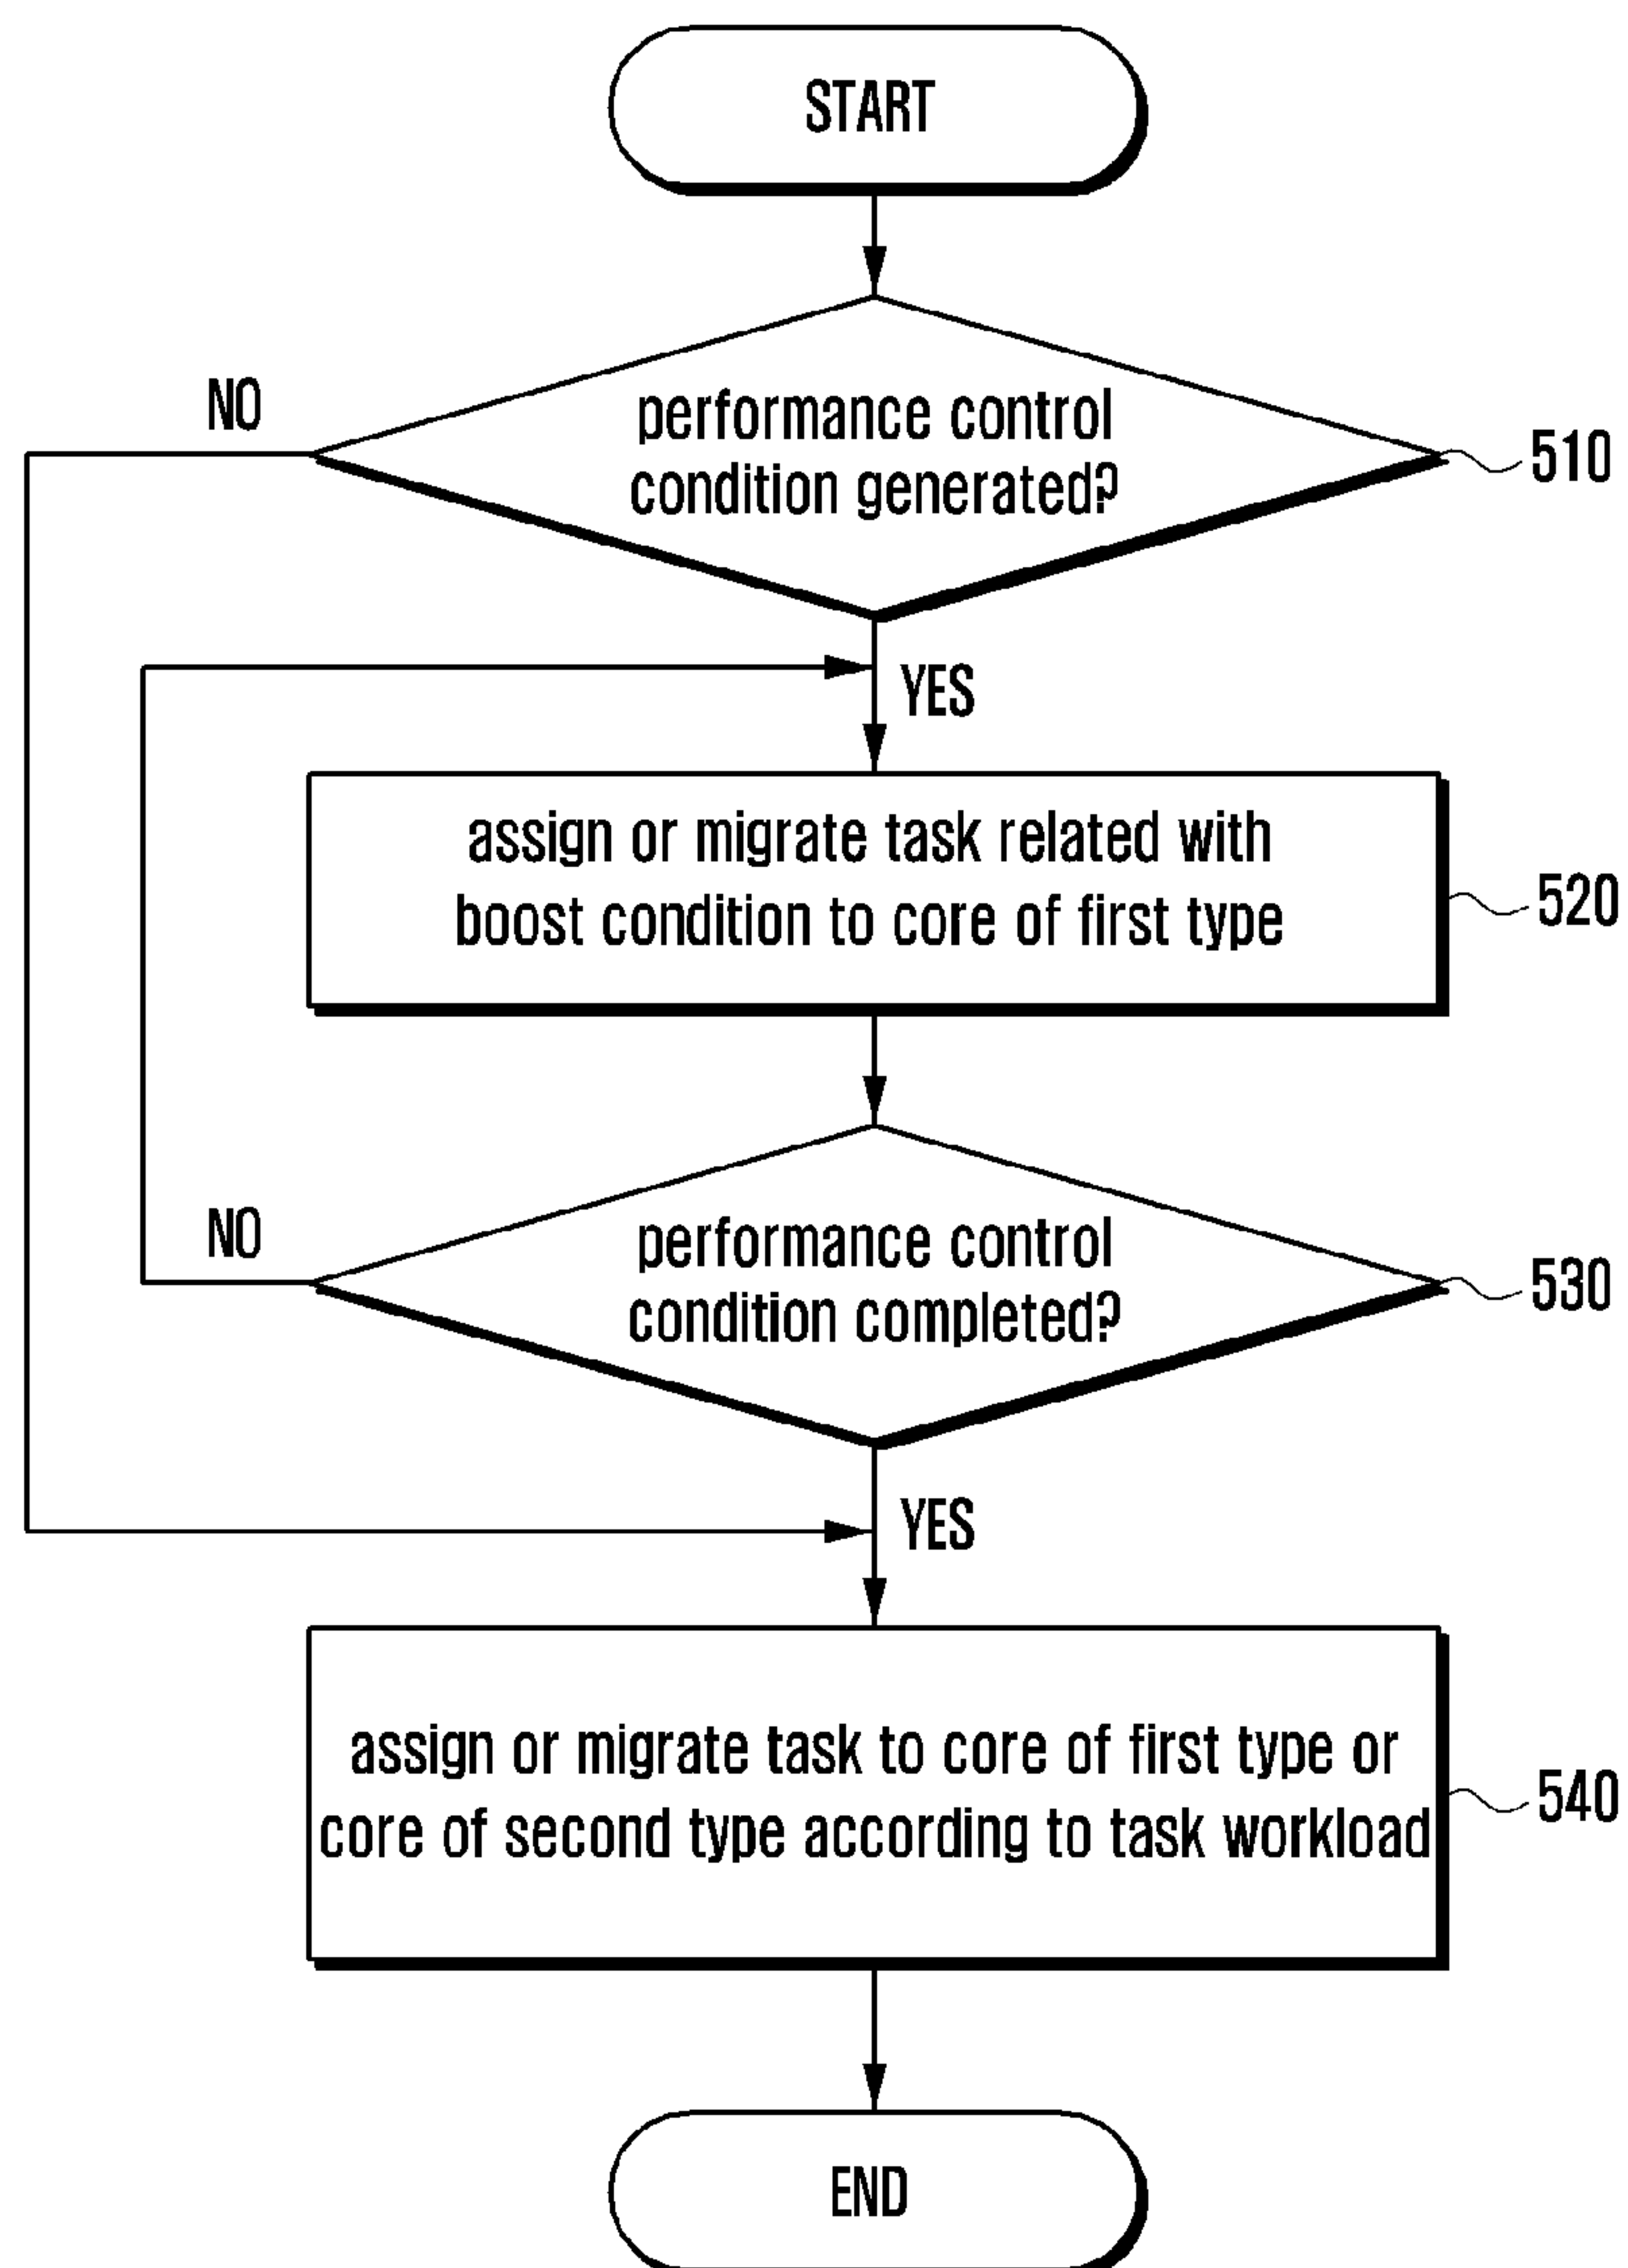 START
NO
performance control
condition generated?
510
YES
assign or migrate task related with
boost condition to core of first type
520
NO
performance control
condition completed?
530
YES
assign or migrate task to core of first type or
core of second type according to task workload
540
END